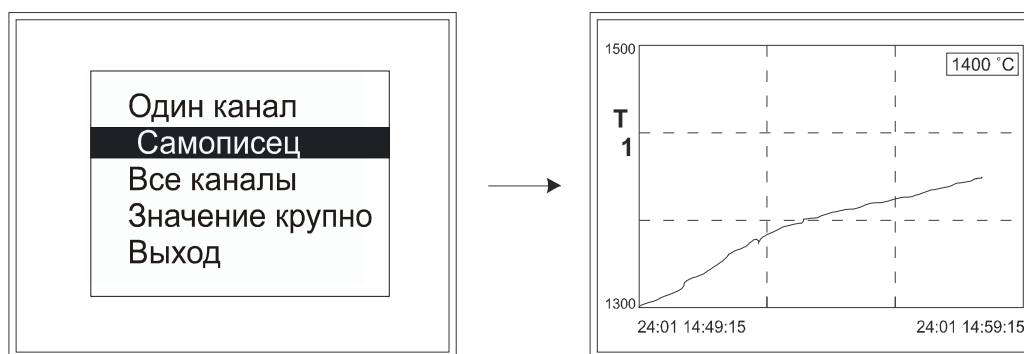 Один канал
Самописец
Все каналы
Значение крупно
Выход
1500
1400 °C
T
1
1300
24:01 14:49:15
24:01 14:59:15